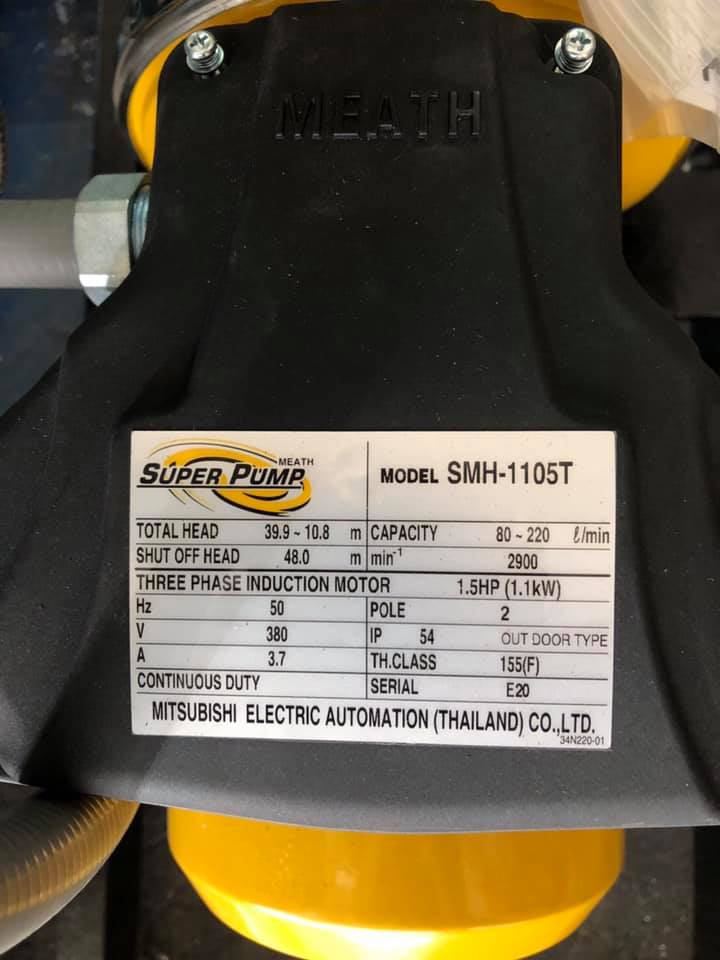 MEATH
MEATH
SUPER PUMP
MODEL SMH-1105T
TOTAL HEAD 39.9 ~ 10.8 m CAPACITY 80 ~ 220 ℓ/min
SHUT OFF HEAD 48.0 m min⁻¹ 2900
THREE PHASE INDUCTION MOTOR 1.5HP (1.1kW)
Hz 50 POLE 2
V 380 IP 54 OUT DOOR TYPE
A 3.7 TH.CLASS 155(F)
CONTINUOUS DUTY SERIAL E20
MITSUBISHI ELECTRIC AUTOMATION (THAILAND) CO.,LTD.
34N220-01